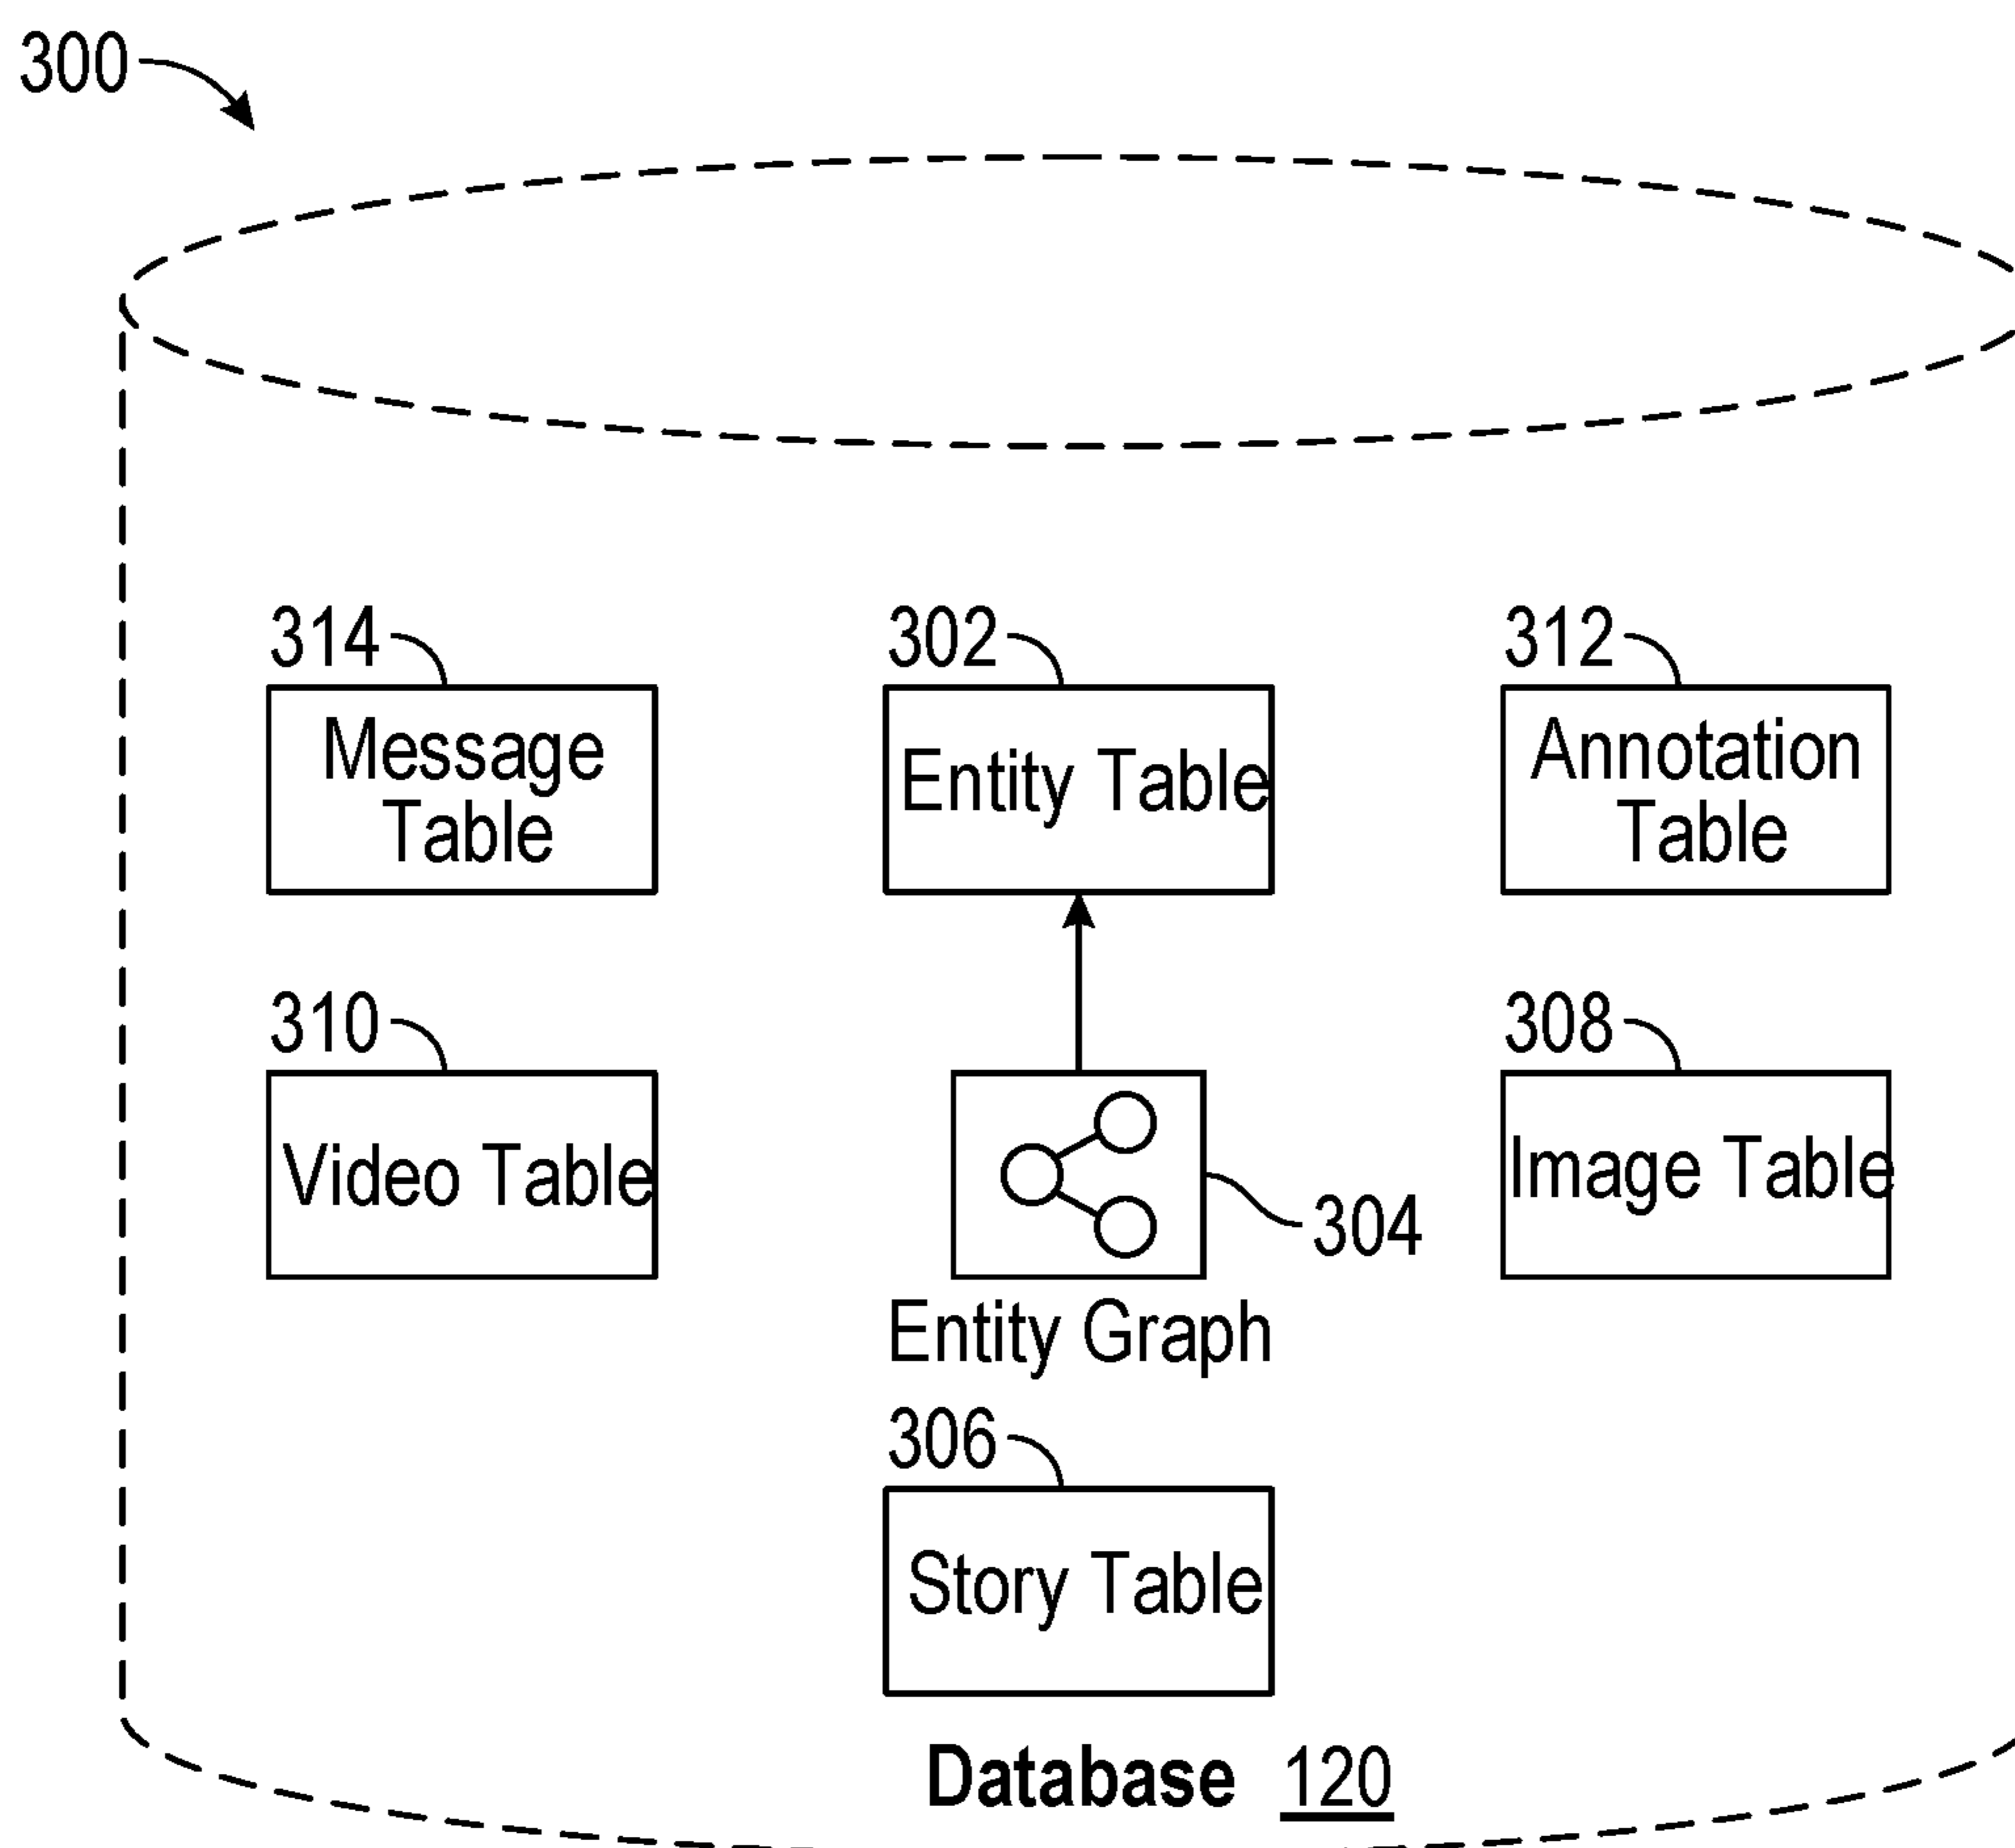 300
314
302
312
Message
Table
Entity Table
Annotation
Table
310
308
Video Table
Image Table
304
Entity Graph
306
Story Table
Database 120